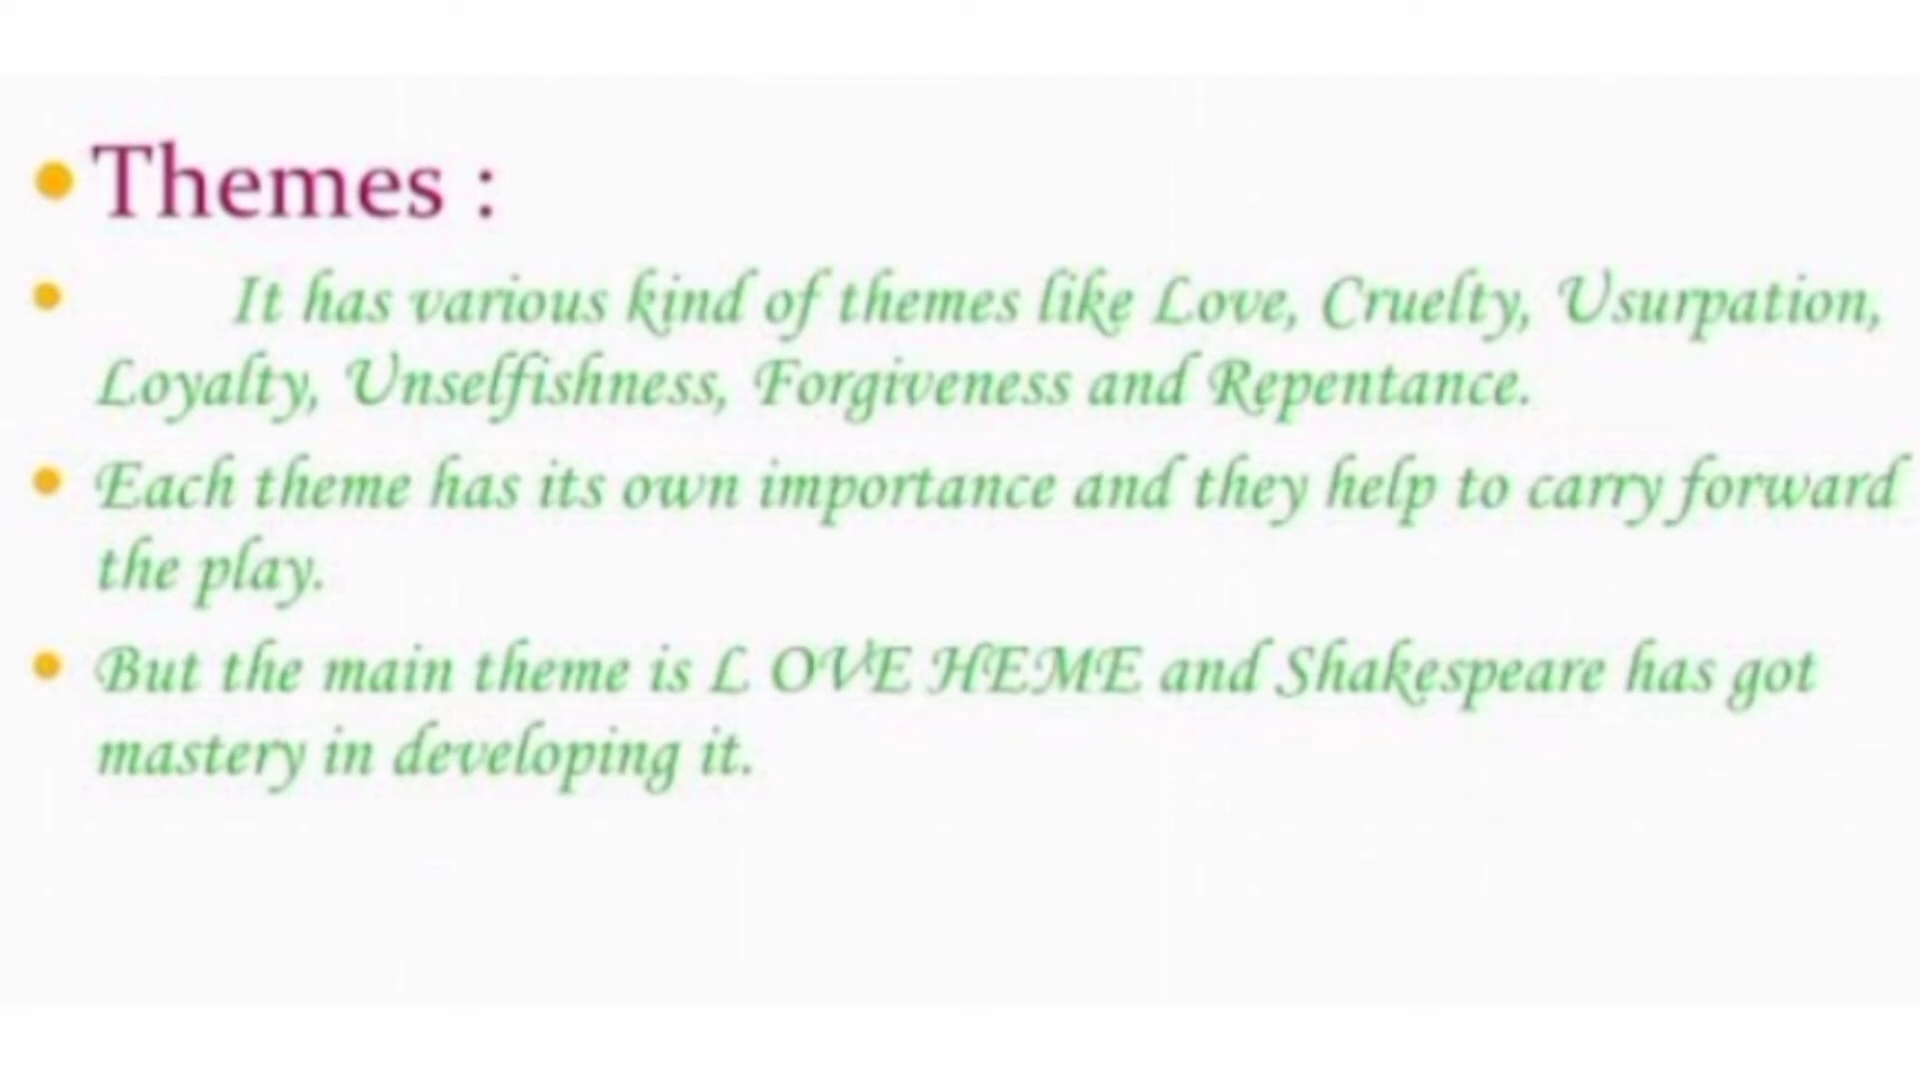 Themes :
It has various kind of themes like Love, Cruelty, Usurpation,
Loyalty, Unselfishness, Forgiveness and Repentance.
Each theme has its own importance and they help to carry forward
the play.
But the main theme is L OVE HEME and Shakespeare has got
mastery in developing it.